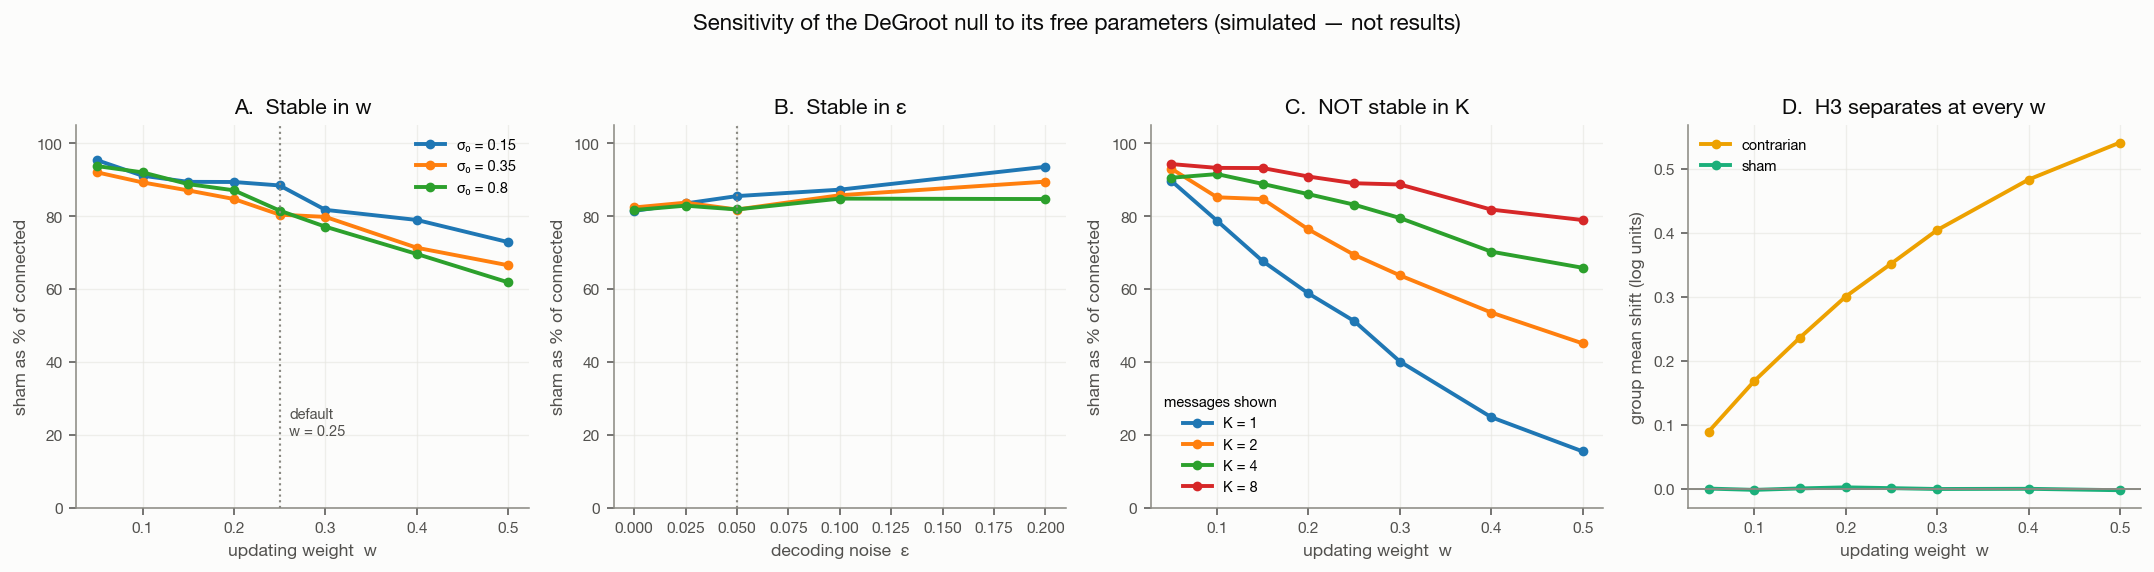 Sensitivity of the DeGroot null to its free parameters (simulated — not results)
A. Stable in w
100
80
60
40
20
0
sham as % of connected
σ₀ = 0.15
σ₀ = 0.35
σ₀ = 0.8
default
w = 0.25
0.1 0.2 0.3 0.4 0.5
updating weight w
B. Stable in ε
100
80
60
40
20
0
sham as % of connected
0.000 0.025 0.050 0.075 0.100 0.125 0.150 0.175 0.200
decoding noise ε
C. NOT stable in K
100
80
60
40
20
0
sham as % of connected
messages shown
K = 1
K = 2
K = 4
K = 8
0.1 0.2 0.3 0.4 0.5
updating weight w
D. H3 separates at every w
contrarian
sham
0.5
0.4
0.3
0.2
0.1
0.0
group mean shift (log units)
0.1 0.2 0.3 0.4 0.5
updating weight w